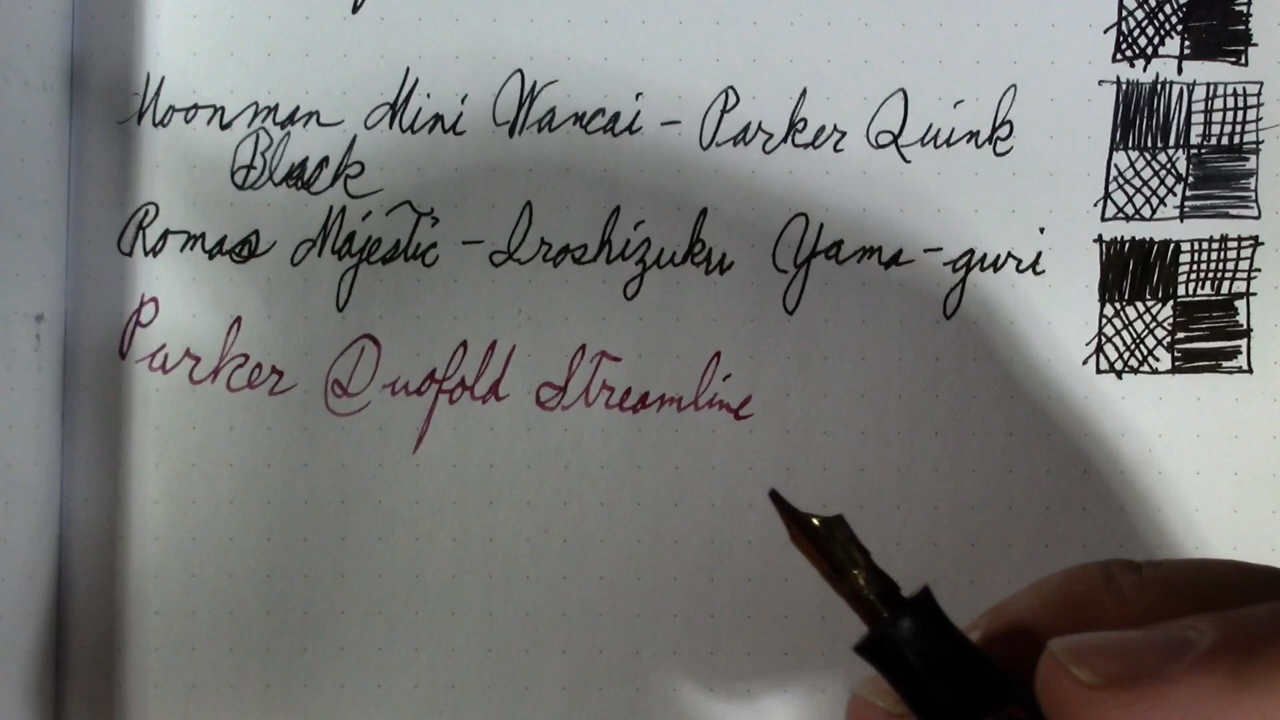 Moonman Mini Wancai - Parker Quink
Black
Romas Majestic - Iroshizuku Yama-guri
Parker Duofold Streamline